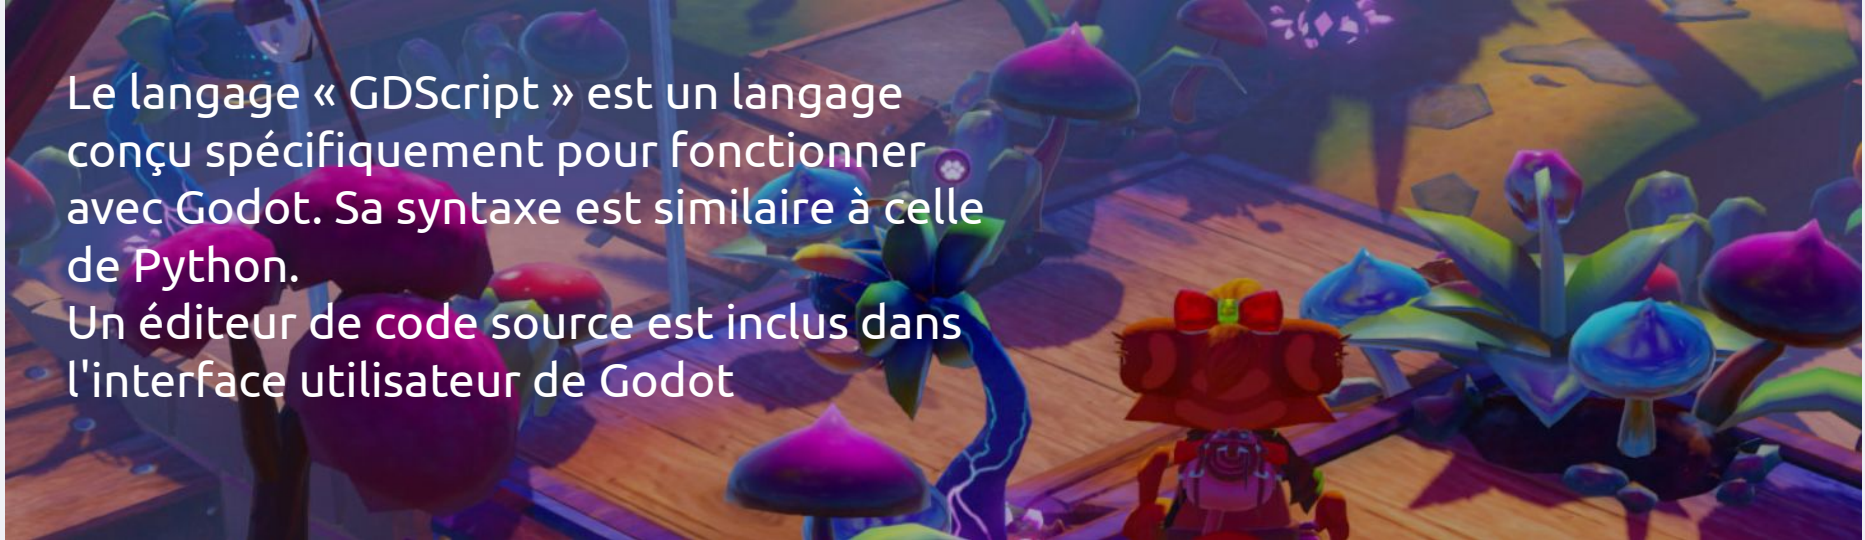 Le langage « GDScript » est un langage
conçu spécifiquement pour fonctionner
avec Godot. Sa syntaxe est similaire à celle
de Python.
Un éditeur de code source est inclus dans
l'interface utilisateur de Godot